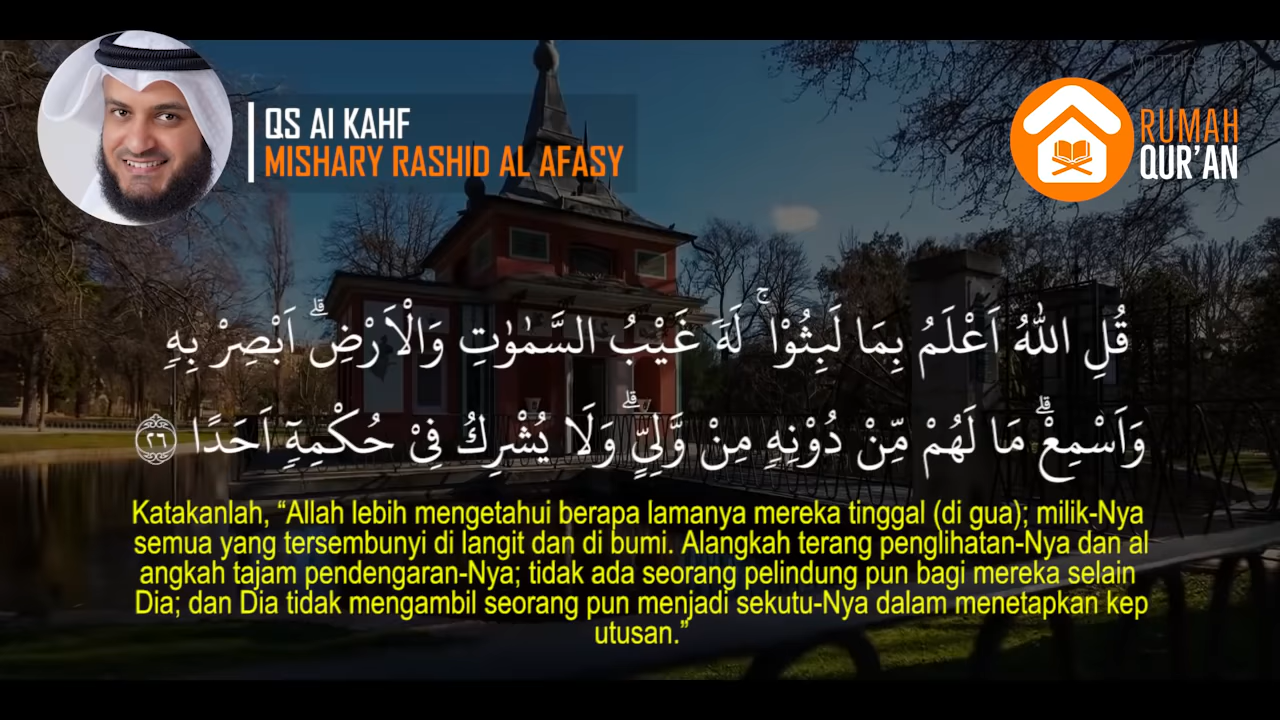 QS Al KAHF
MISHARY RASHID AL AFASY
RUMAH
QUR'AN
قُلِ اللّٰهُ اَعْلَمُ بِمَا لَبِثُوْا ۚ لَهٗ غَيْبُ السَّمٰوٰتِ وَالْاَرْضِۗ اَبْصِرْ بِهٖ
وَاَسْمِعْۗ مَا لَهُمْ مِّنْ دُوْنِهٖ مِنْ وَّلِيٍّۗ وَلَا يُشْرِكُ فِيْ حُكْمِهٖٓ اَحَدًا ٢٦
Katakanlah, “Allah lebih mengetahui berapa lamanya mereka tinggal (di gua); milik-Nya
semua yang tersembunyi di langit dan di bumi. Alangkah terang penglihatan-Nya dan al
angkah tajam pendengaran-Nya; tidak ada seorang pelindung pun bagi mereka selain
Dia; dan Dia tidak mengambil seorang pun menjadi sekutu-Nya dalam menetapkan kep
utusan.”